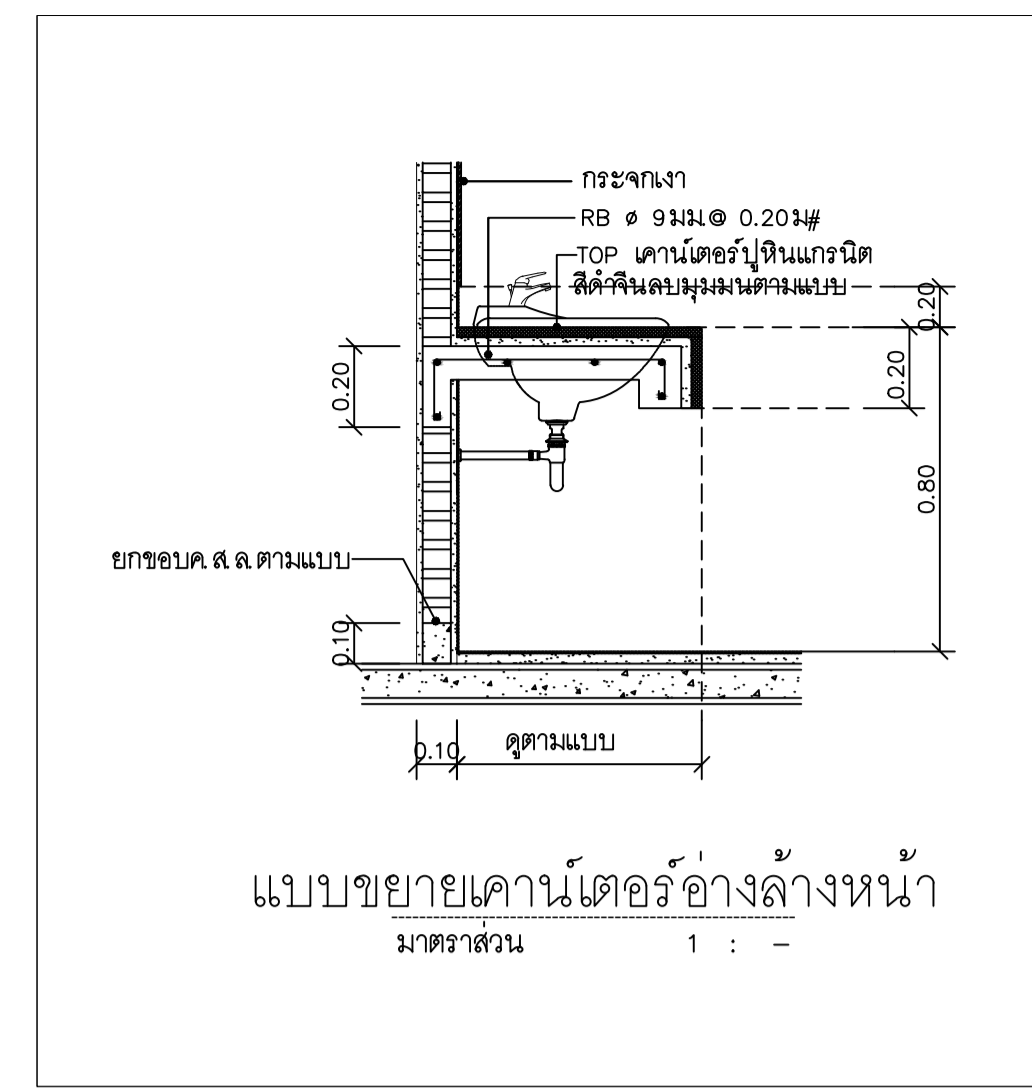 กระจกเงา
RB ø 9มม.@ 0.20ม#
TOP เคาน์เตอร์ปูหินแกรนิต
สีดำจีนลบมุมมนตามแบบ
0.20
0.20
0.20
0.80
ยกขอบค.ส.ล.ตามแบบ
0.10
0.10
ดูตามแบบ
แบบขยายเคาน์เตอร์อ่างล้างหน้า
มาตราส่วน 1 : -